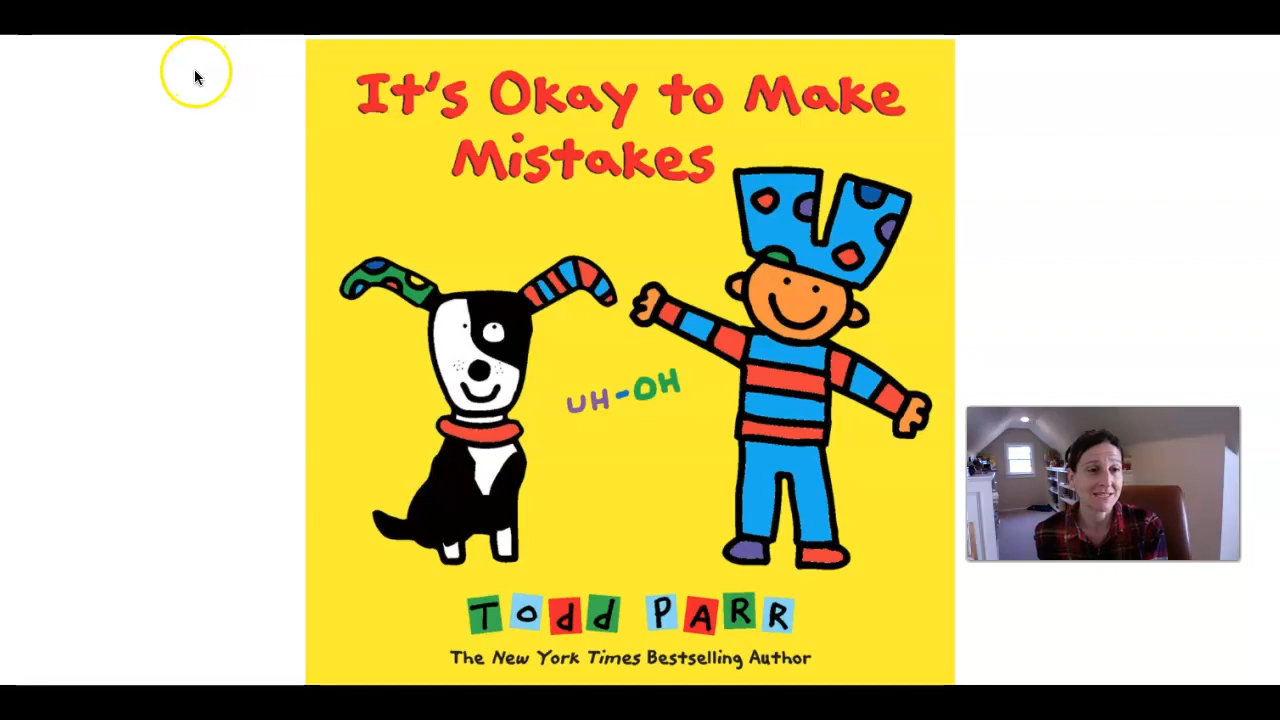 It's Okay to Make
Mistakes
UH-OH
Todd PARR
The New York Times Bestselling Author